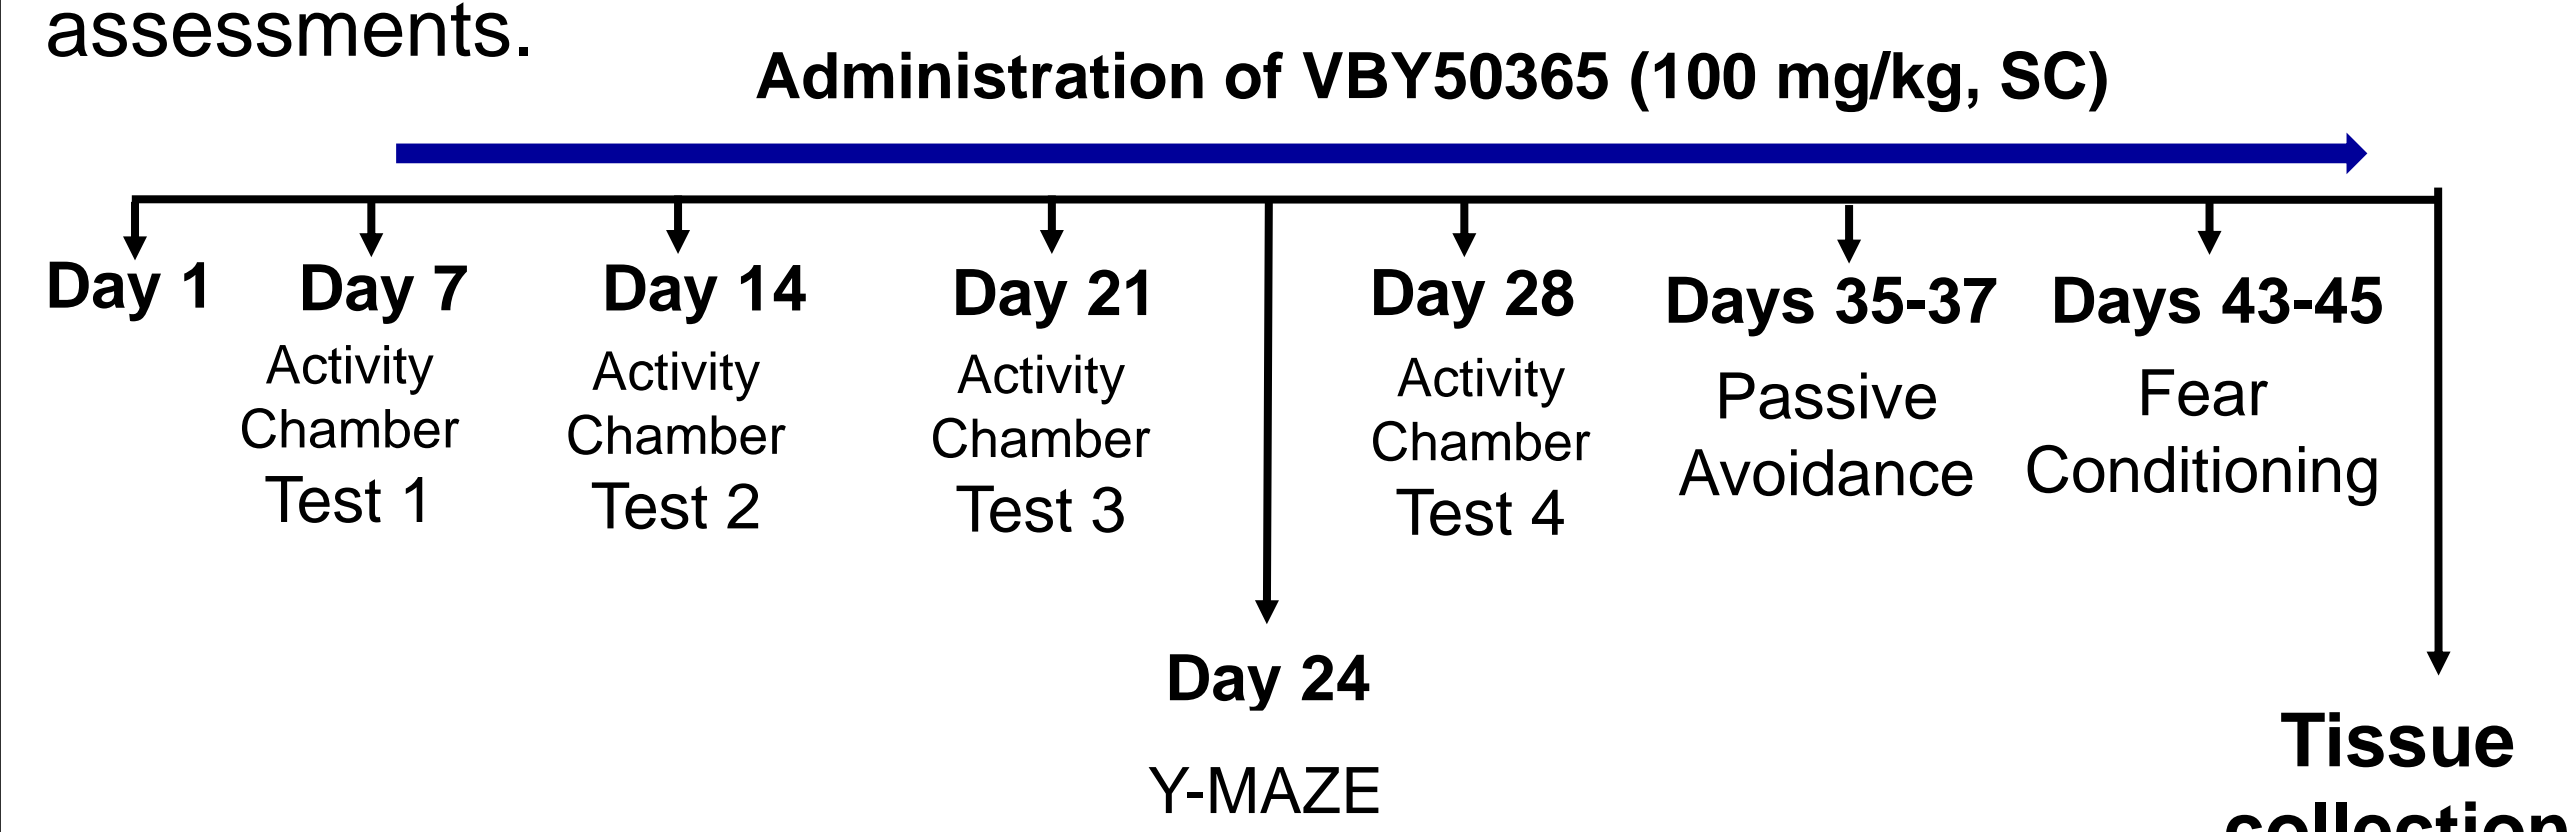 assessments.
Administration of VBY50365 (100 mg/kg, SC)
Day 1
Day 7
Activity
Chamber
Test 1
Day 14
Activity
Chamber
Test 2
Day 21
Activity
Chamber
Test 3
Day 24
Y-MAZE
Day 28
Activity
Chamber
Test 4
Days 35-37
Passive
Avoidance
Days 43-45
Fear
Conditioning
Tissue
collection